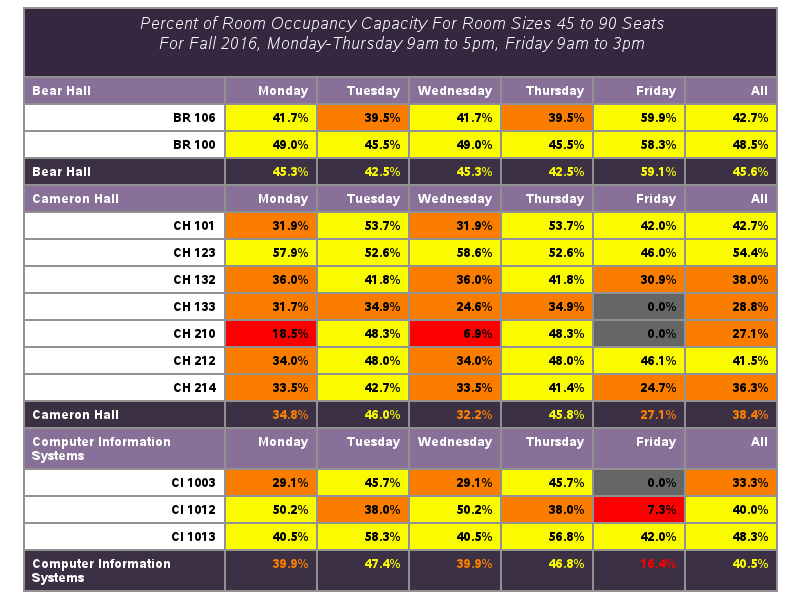 Percent of Room Occupancy Capacity For Room Sizes 45 to 90 Seats
For Fall 2016, Monday-Thursday 9am to 5pm, Friday 9am to 3pm
Bear Hall Monday Tuesday Wednesday Thursday Friday All
BR 106 41.7% 39.5% 41.7% 39.5% 59.9% 42.7%
BR 100 49.0% 45.5% 49.0% 45.5% 58.3% 48.5%
Bear Hall 45.3% 42.5% 45.3% 42.5% 59.1% 45.6%
Cameron Hall Monday Tuesday Wednesday Thursday Friday All
CH 101 31.9% 53.7% 31.9% 53.7% 42.0% 42.7%
CH 123 57.9% 52.6% 58.6% 52.6% 46.0% 54.4%
CH 132 36.0% 41.8% 36.0% 41.8% 30.9% 38.0%
CH 133 31.7% 34.9% 24.6% 34.9% 0.0% 28.8%
CH 210 18.5% 48.3% 6.9% 48.3% 0.0% 27.1%
CH 212 34.0% 48.0% 34.0% 48.0% 46.1% 41.5%
CH 214 33.5% 42.7% 33.5% 41.4% 24.7% 36.3%
Cameron Hall 34.8% 46.0% 32.2% 45.8% 27.1% 38.4%
Computer Information Monday Tuesday Wednesday Thursday Friday All
Systems
CI 1003 29.1% 45.7% 29.1% 45.7% 0.0% 33.3%
CI 1012 50.2% 38.0% 50.2% 38.0% 7.3% 40.0%
CI 1013 40.5% 58.3% 40.5% 56.8% 42.0% 48.3%
Computer Information 39.9% 47.4% 39.9% 46.8% 16.4% 40.5%
Systems